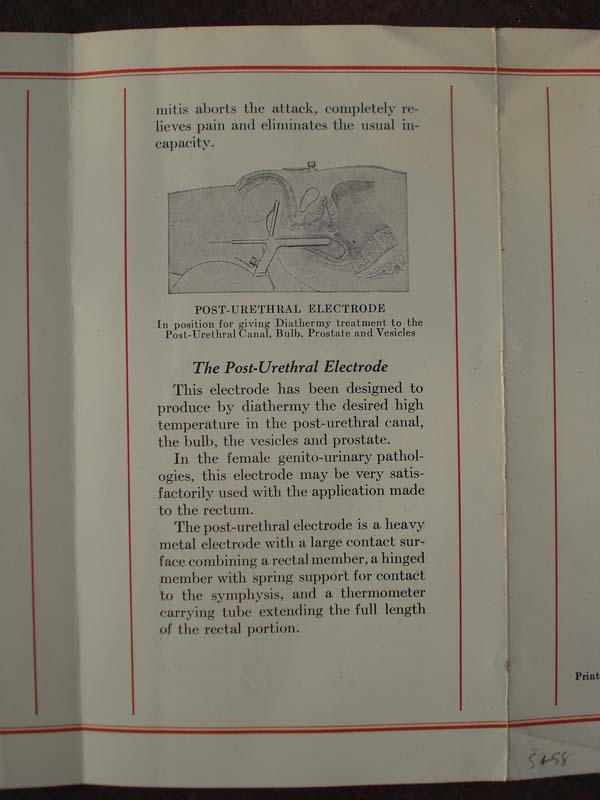 mitis aborts the attack, completely re-
lieves pain and eliminates the usual in-
capacity.
POST-URETHRAL ELECTRODE
In position for giving Diathermy treatment to the
Post-Urethral Canal, Bulb, Prostate and Vesicles
The Post-Urethral Electrode
This electrode has been designed to
produce by diathermy the desired high
temperature in the post-urethral canal,
the bulb, the vesicles and prostate.
In the female genito-urinary pathol-
ogies, this electrode may be very satis-
factorily used with the application made
to the rectum.
The post-urethral electrode is a heavy
metal electrode with a large contact sur-
face combining a rectal member, a hinged
member with spring support for contact
to the symphysis, and a thermometer
carrying tube extending the full length
of the rectal portion.
Print